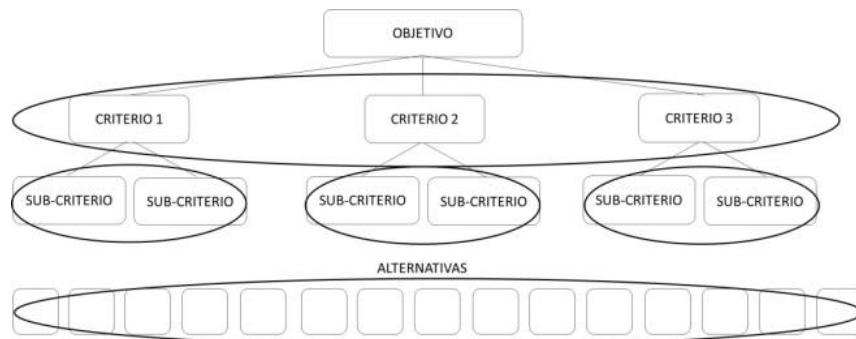 OBJETIVO
CRITERIO 1 CRITERIO 2 CRITERIO 3
SUB-CRITERIO SUB-CRITERIO SUB-CRITERIO SUB-CRITERIO SUB-CRITERIO SUB-CRITERIO
ALTERNATIVAS